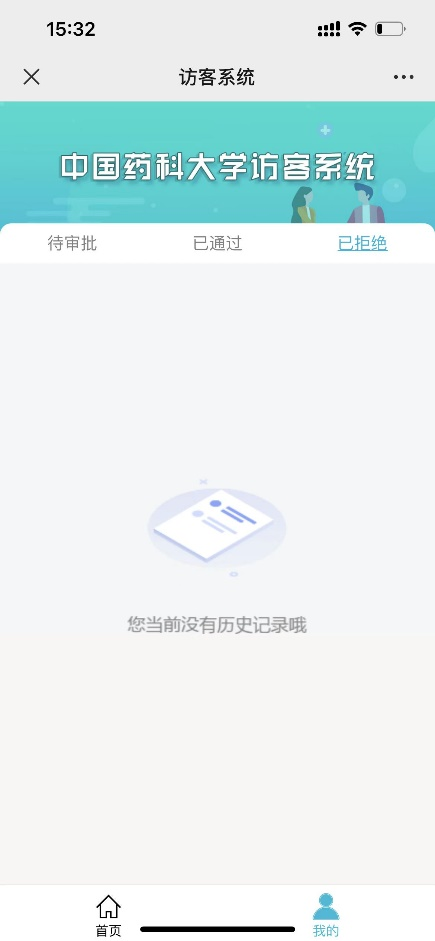 15:32
访客系统
中国药科大学访客系统
待审批 已通过 已拒绝
您当前没有历史记录哦
首页 我的